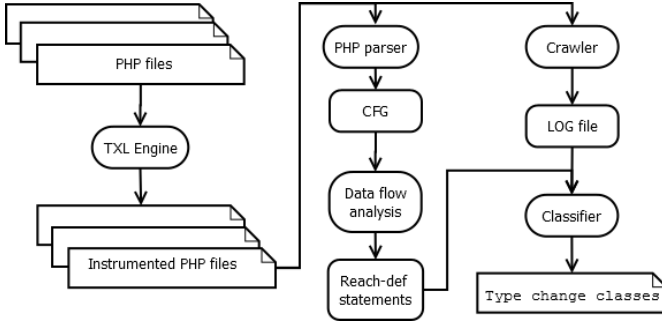 PHP files
TXL Engine
Instrumented PHP files
PHP parser
CFG
Data flow
analysis
Reach-def
statements
Crawler
LOG file
Classifier
Type change classes